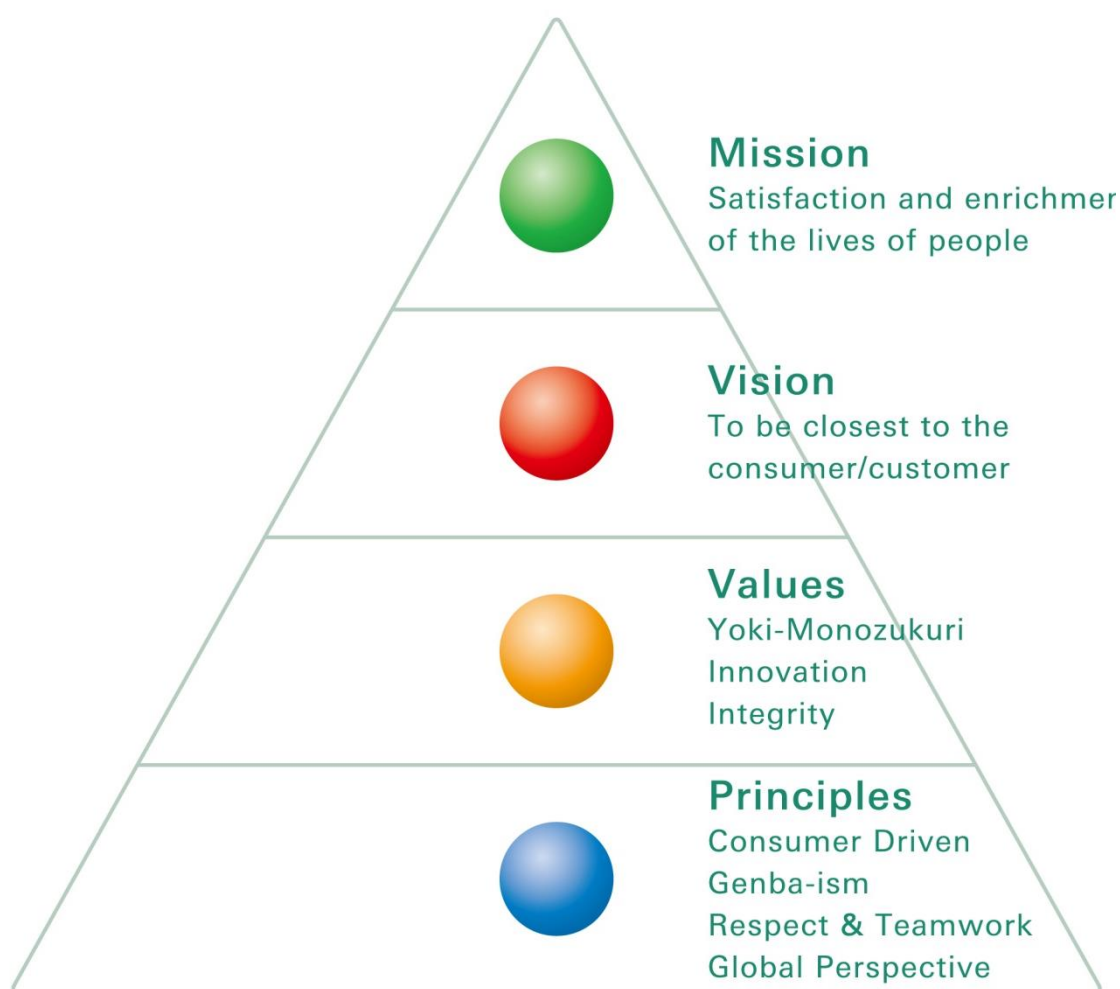 Mission
Satisfaction and enrichmen
of the lives of people
Vision
To be closest to the
consumer/customer
Values
Yoki-Monozukuri
Innovation
Integrity
Principles
Consumer Driven
Genba-ism
Respect & Teamwork
Global Perspective